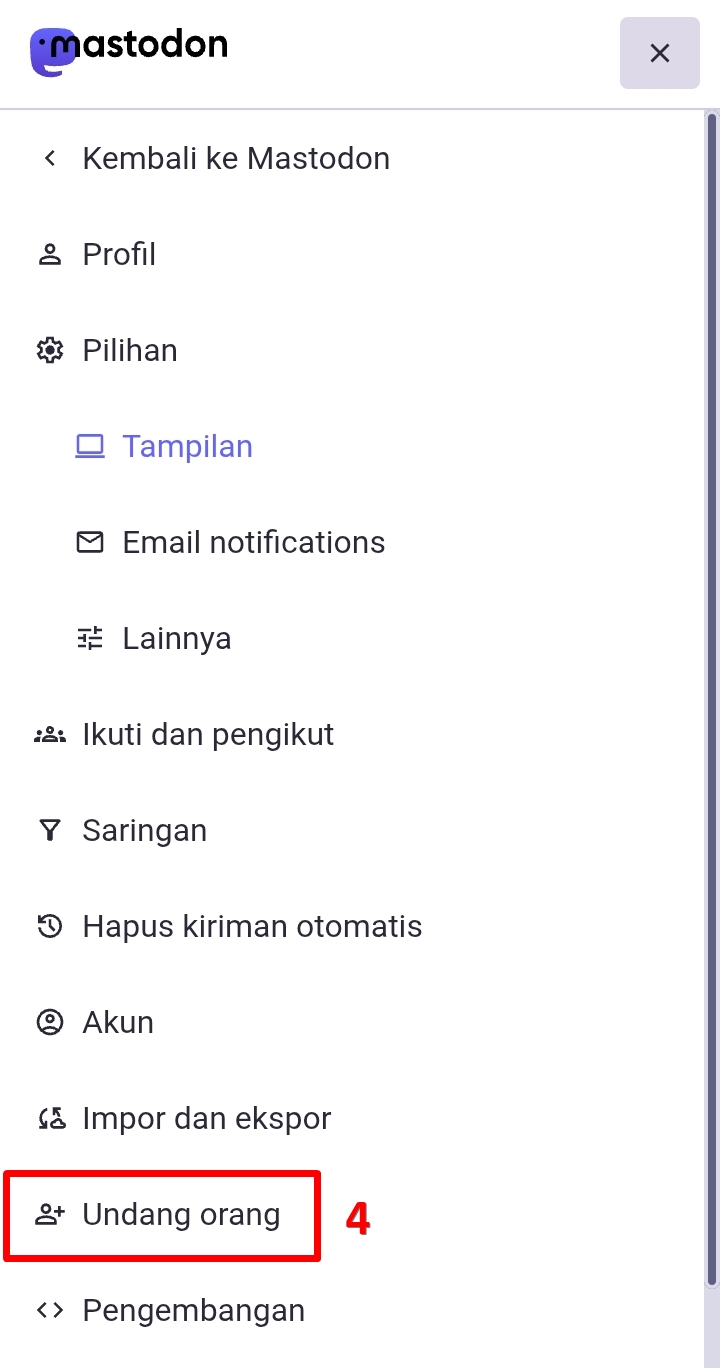 mastodon
Kembali ke Mastodon
Profil
Pilihan
Tampilan
Email notifications
Lainnya
Ikuti dan pengikut
Saringan
Hapus kiriman otomatis
Akun
Impor dan ekspor
Undang orang 4
Pengembangan